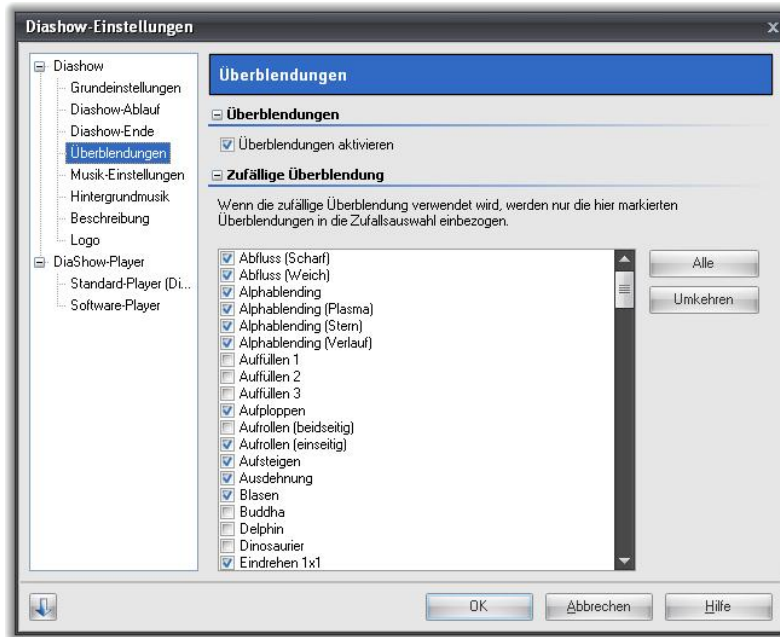 Diashow-Einstellungen
Diashow
Grundeinstellungen
Diashow-Ablauf
Diashow-Ende
Überblendungen
Musik-Einstellungen
Hintergrundmusik
Beschreibung
Logo
DiaShow-Player
Standard-Player (Di...
Software-Player
Überblendungen
Überblendungen
Überblendungen aktivieren
Zufällige Überblendung
Wenn die zufällige Überblendung verwendet wird, werden nur die hier markierten
Überblendungen in die Zufallsauswahl einbezogen.
Abfluss (Scharf)
Abfluss (Weich)
Alphablending
Alphablending (Plasma)
Alphablending (Stern)
Alphablending (Verlauf)
Auffüllen 1
Auffüllen 2
Auffüllen 3
Aufploppen
Aufrollen (beidseitig)
Aufrollen (einseitig)
Aufsteigen
Ausdehnung
Blasen
Buddha
Delphin
Dinosaurier
Eindrehen 1x1
Alle
Umkehren
OK
Abbrechen
Hilfe